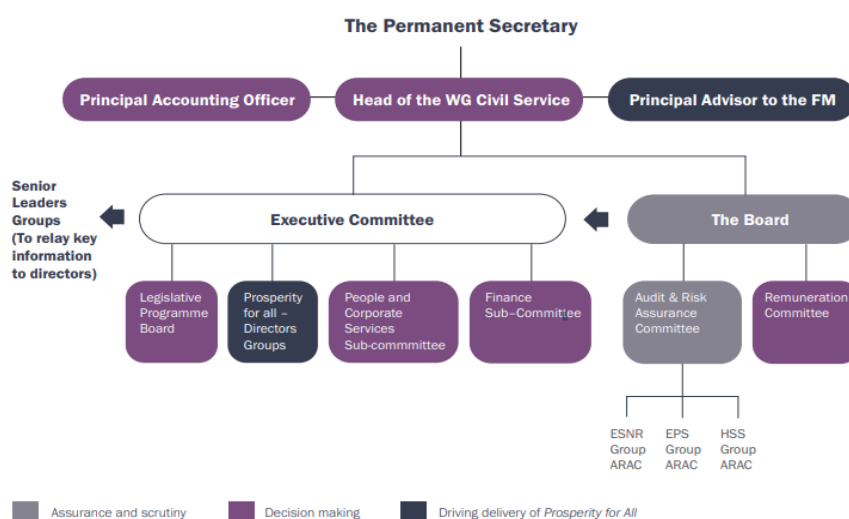 The Permanent Secretary
Principal Accounting Officer
Head of the WG Civil Service
Principal Advisor to the FM
Senior
Leaders
Groups
(To relay key
information
to directors)
Executive Committee
The Board
Legislative
Programme
Board
Prosperity
for all –
Directors
Groups
People and
Corporate
Services
Sub-commmittee
Finance
Sub–Committee
Audit & Risk
Assurance
Committee
Remuneration
Committee
ESNR
Group
ARAC
EPS
Group
ARAC
HSS
Group
ARAC
Assurance and scrutiny
Decision making
Driving delivery of Prosperity for All